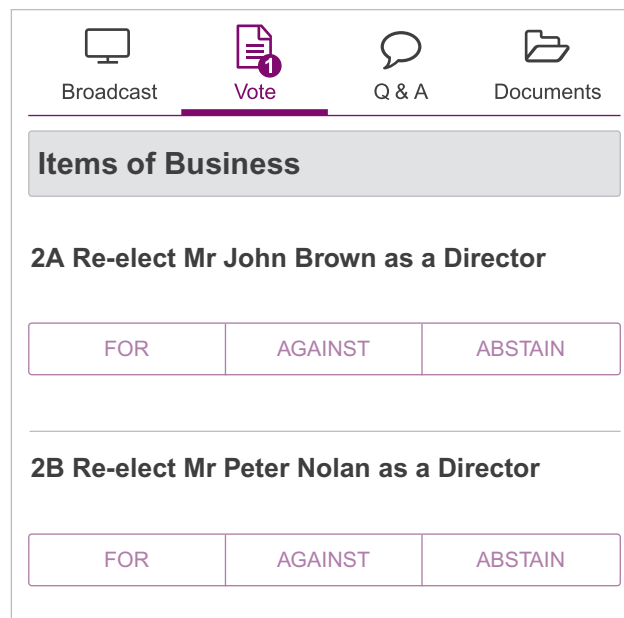 1
Broadcast Vote Q & A Documents
Items of Business
2A Re-elect Mr John Brown as a Director
FOR AGAINST ABSTAIN
2B Re-elect Mr Peter Nolan as a Director
FOR AGAINST ABSTAIN